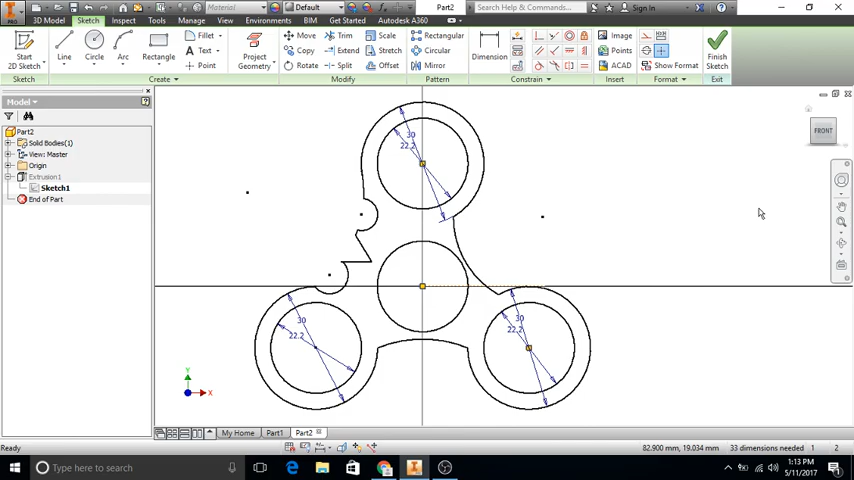 Material
Default
Part2
Search Help & Commands...
Sign In
PRO
3D Model
Sketch
Inspect
Tools
Manage
View
Environments
BIM
Get Started
Autodesk A360
Start
2D Sketch
Line
Circle
Arc
Rectangle
Fillet
Text
Point
Project
Geometry
Move
Copy
Rotate
Trim
Extend
Split
Scale
Stretch
Offset
Rectangular
Circular
Mirror
Dimension
Image
Points
ACAD
Show Format
Finish
Sketch
Sketch
Create
Modify
Pattern
Constrain
Insert
Format
Exit
Model
Part2
Solid Bodies(1)
View: Master
Origin
Extrusion1
Sketch1
End of Part
FRONT
30
22.2
30
22.2
30
22.2
Y
X
My Home
Part1
Part2
Ready
82.900 mm, 19.034 mm
33 dimensions needed
1
2
Type here to search
1:13 PM
5/11/2017